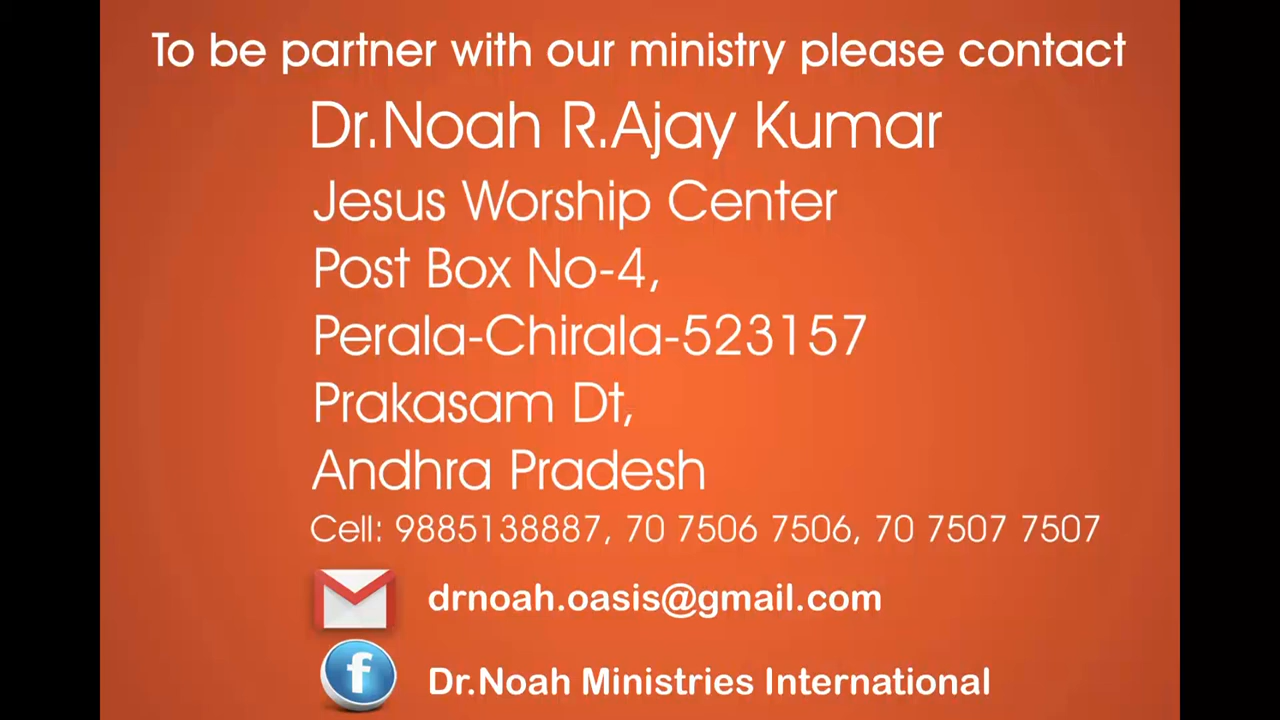 To be partner with our ministry please contact
Dr.Noah R.Ajay Kumar
Jesus Worship Center
Post Box No-4,
Perala-Chirala-523157
Prakasam Dt,
Andhra Pradesh
Cell: 9885138887, 70 7506 7506, 70 7507 7507
drnoah.oasis@gmail.com
f
Dr.Noah Ministries International